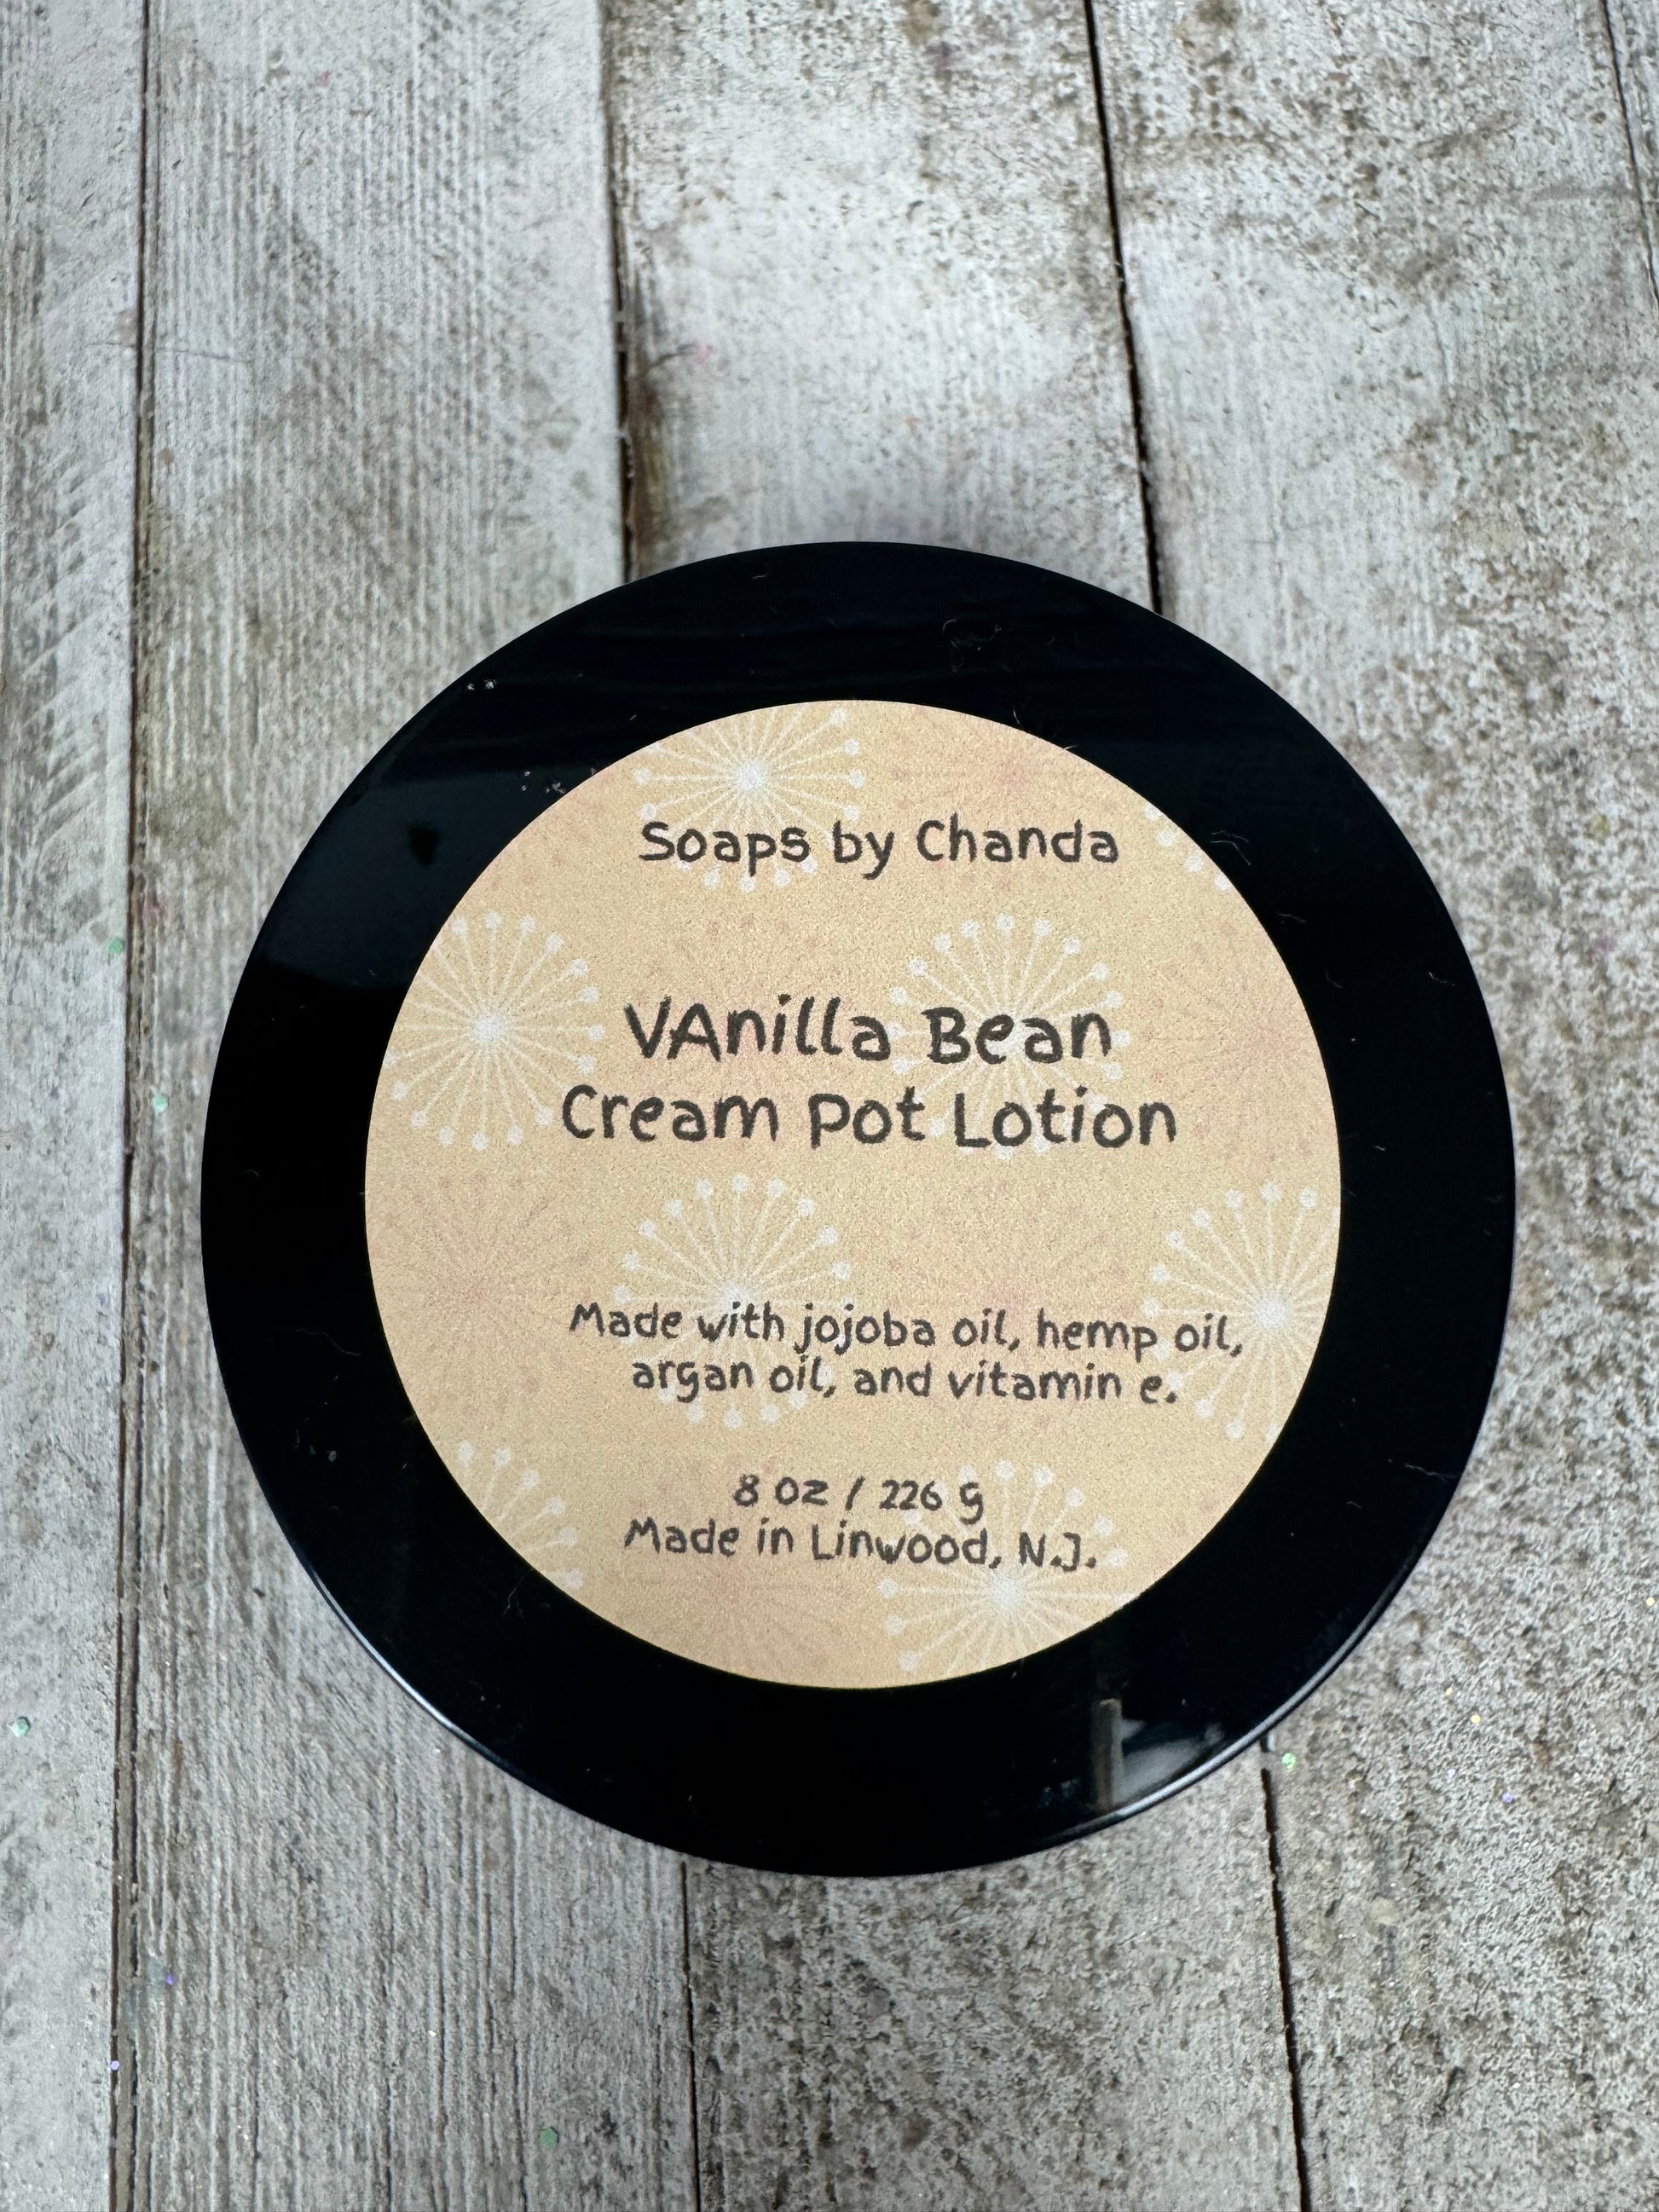 Soaps by Chanda
VAnilla Bean
Cream Pot Lotion
Made with jojoba oil, hemp oil,
argan oil, and vitamin e.
8 oz / 226 g
Made in Linwood, N.J.